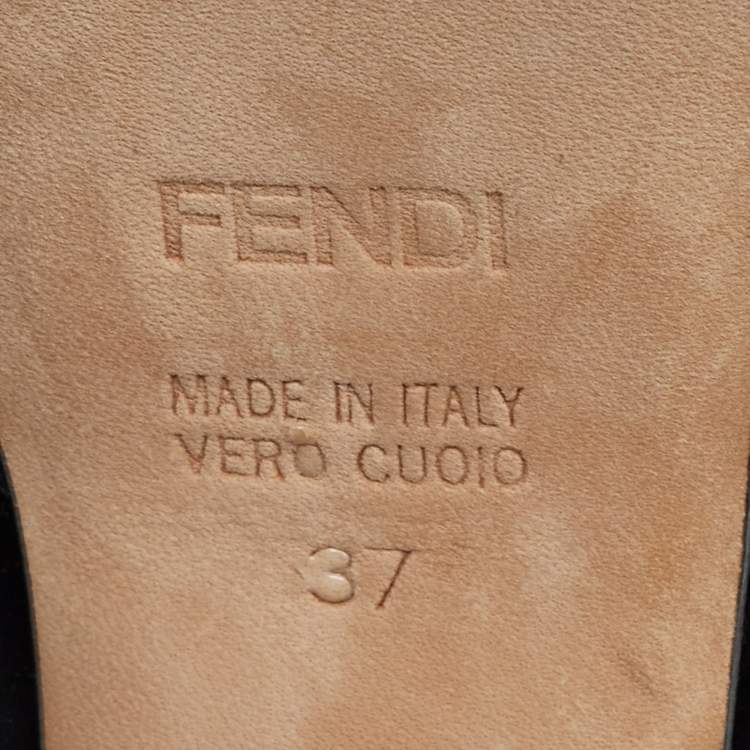 FENDI
MADE IN ITALY
VERO CUOIO
37